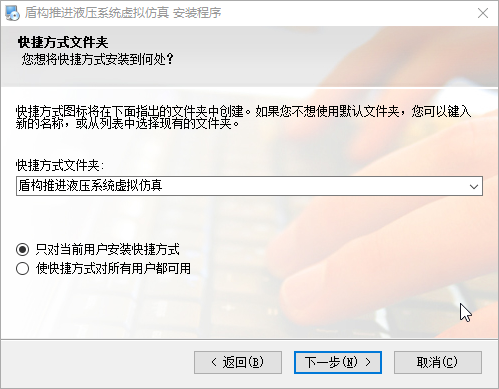 盾构推进液压系统虚拟仿真 安装程序
快捷方式文件夹
您想将快捷方式安装到何处？
快捷方式图标将在下面指出的文件夹中创建。如果您不想使用默认文件夹，您可以键入
新的名称，或从列表中选择现有的文件夹。
快捷方式文件夹:
盾构推进液压系统虚拟仿真
只对当前用户安装快捷方式
使快捷方式对所有用户都可用
< 返回(B)
下一步(N) >
取消(C)